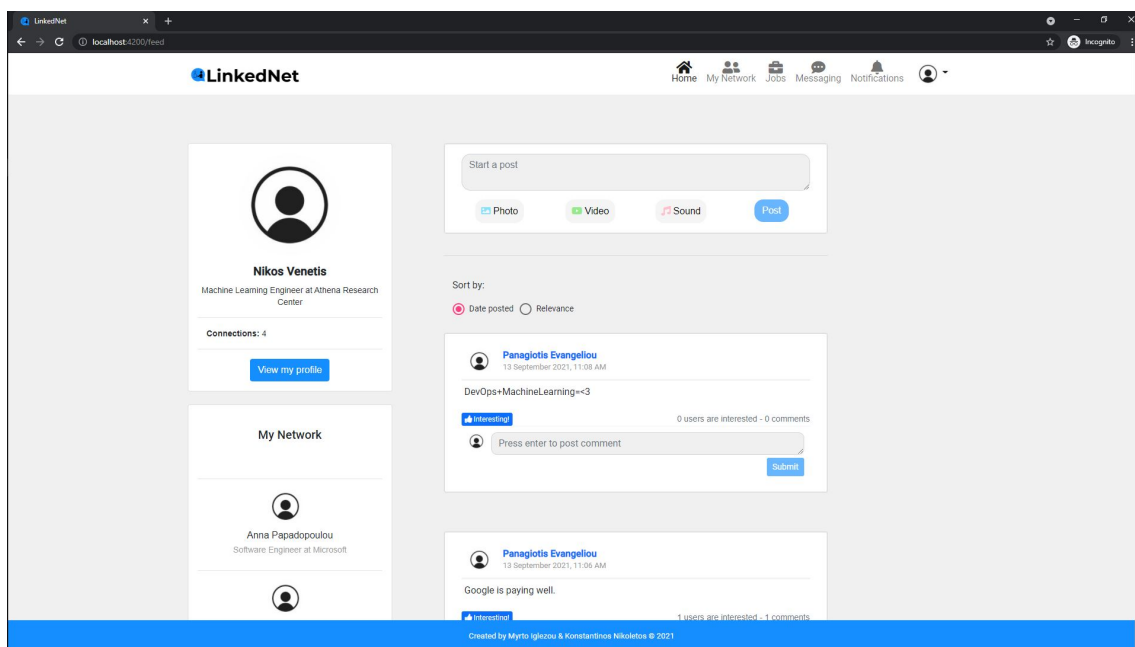 LinkedNet
localhost:4200/feed
Incognito
LinkedNet
Home My Network Jobs Messaging Notifications
Nikos Venetis
Machine Learning Engineer at Athena Research
Center
Connections: 4
View my profile
My Network
Anna Papadopoulou
Software Engineer at Microsoft
Start a post
Photo Video Sound Post
Sort by:
Date posted Relevance
Panagiotis Evangeliou
13 September 2021, 11:08 AM
DevOps+MachineLearning=<3
Interesting! 0 users are interested - 0 comments
Press enter to post comment
Submit
Panagiotis Evangeliou
13 September 2021, 11:06 AM
Google is paying well.
Interesting! 1 users are interested - 1 comments
Created by Myrto Iglezou & Konstantinos Nikoletos © 2021